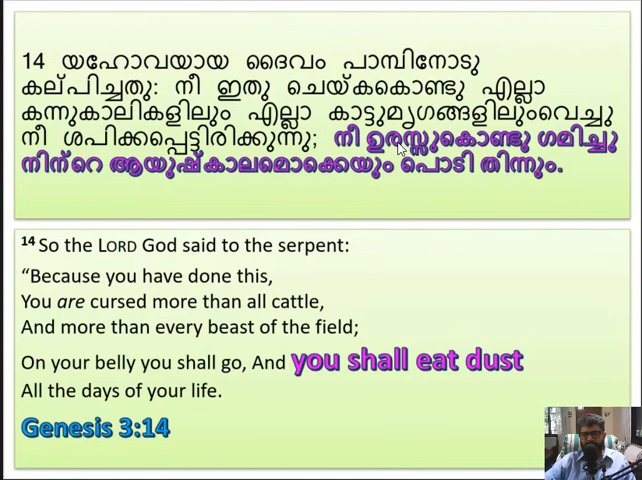 14 യഹോവയായ ദൈവം പാമ്പിനോടു
കല്പിച്ചതു: നീ ഇതു ചെയ്കകൊണ്ടു എല്ലാ
കന്നുകാലികളിലും എല്ലാ കാട്ടുമൃഗങ്ങളിലുംവെച്ചു
നീ ശപിക്കപ്പെട്ടിരിക്കുന്നു; നീ ഉരസ്സുകൊണ്ടു ഗമിച്ചു
നിന്റെ ആയുഷ്കാലമൊക്കെയും പൊടി തിന്നും.
14 So the LORD God said to the serpent:
“Because you have done this,
You are cursed more than all cattle,
And more than every beast of the field;
On your belly you shall go, And you shall eat dust
All the days of your life.
Genesis 3:14